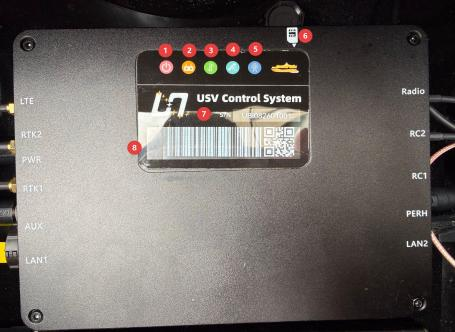 6
1 2 3 4 5
LTE
Radio
USV Control System
7
S/N
RTK2
RC2
8
PWR
RTK1
RC1
AUX
PERH
LAN2
LAN1